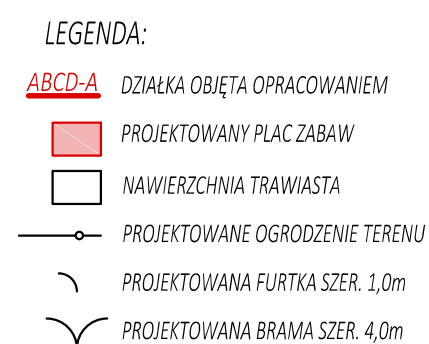 LEGENDA:
ABCD-A DZIAŁKA OBJĘTA OPRACOWANIEM
PROJEKTOWANY PLAC ZABAW
NAWIERZCHNIA TRAWIASTA
PROJEKTOWANE OGRODZENIE TERENU
PROJEKTOWANA FURTKA SZER. 1,0m
PROJEKTOWANA BRAMA SZER. 4,0m